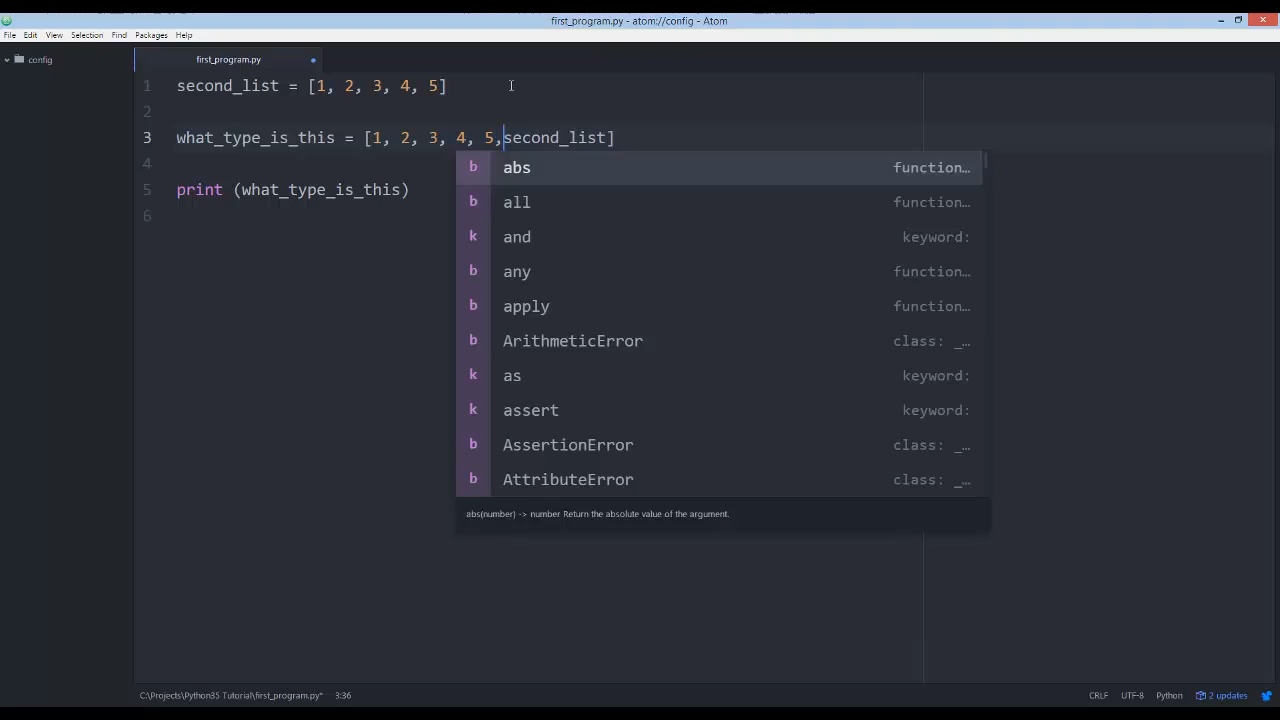 first_program.py - atom://config - Atom
File Edit View Selection Find Packages Help
config
first_program.py
1 second_list = [1, 2, 3, 4, 5]
2
3 what_type_is_this = [1, 2, 3, 4, 5,second_list]
4
5 print (what_type_is_this)
6
b abs function…
b all function…
k and keyword:
b any function…
b apply function…
b ArithmeticError class: _…
k as keyword:
k assert keyword:
b AssertionError class: _…
b AttributeError class: _…
abs(number) -> number Return the absolute value of the argument.
C:\Projects\Python35 Tutorial\first_program.py* 3:36 CRLF UTF-8 Python 2 updates